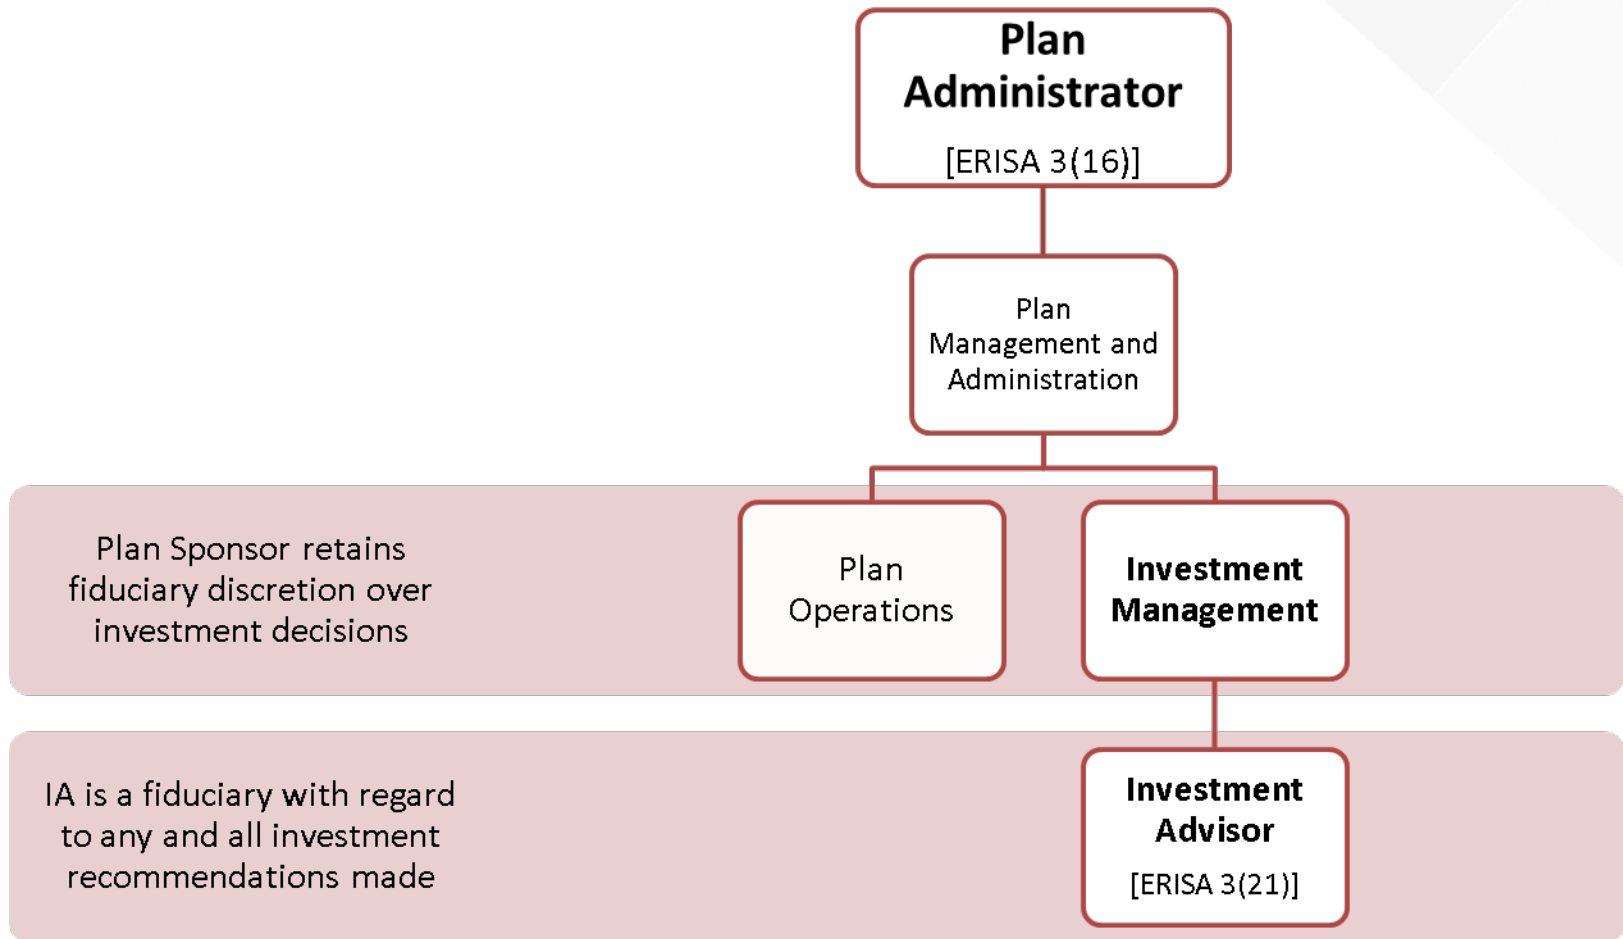 Plan
Administrator
[ERISA 3(16)]
Plan
Management and
Administration
Plan Sponsor retains
fiduciary discretion over
investment decisions
Plan
Operations
Investment
Management
IA is a fiduciary with regard
to any and all investment
recommendations made
Investment
Advisor
[ERISA 3(21)]